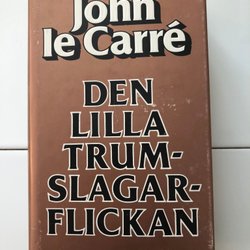 John
le Carré
DEN
LILLA
TRUM-
SLAGAR-
FLICKAN